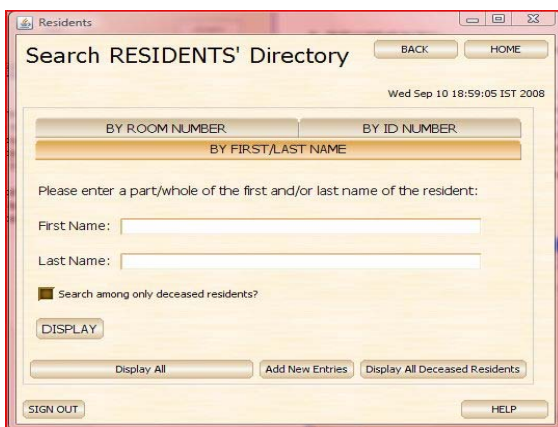 Residents
Search RESIDENTS' Directory
BACK HOME
Wed Sep 10 18:59:05 IST 2008
BY ROOM NUMBER BY ID NUMBER
BY FIRST/LAST NAME
Please enter a part/whole of the first and/or last name of the resident:
First Name:
Last Name:
Search among only deceased residents?
DISPLAY
Display All Add New Entries Display All Deceased Residents
SIGN OUT HELP